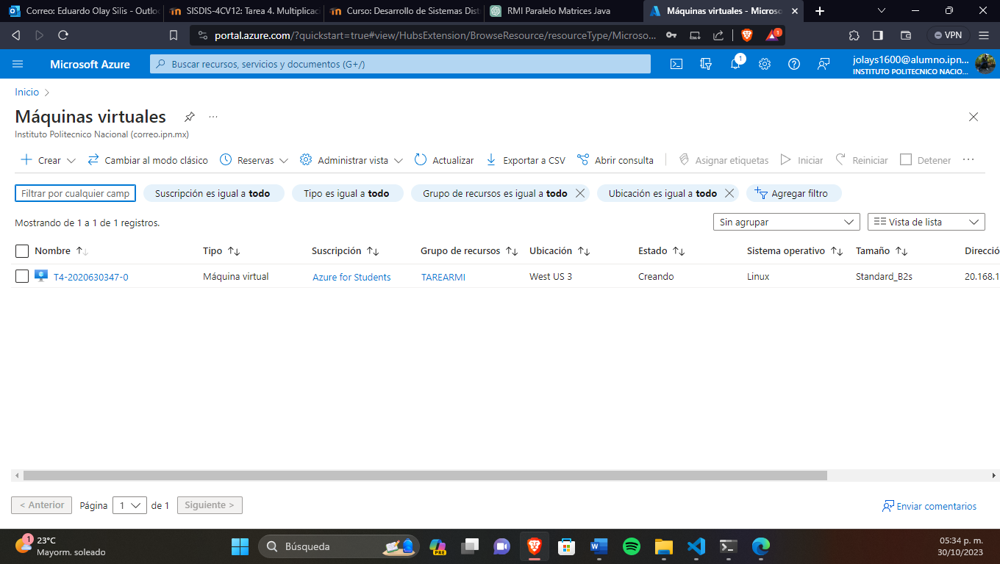 Correo: Eduardo Olay Silis - Outlo
SISDIS-4CV12: Tarea 4. Multiplicaci
Curso: Desarrollo de Sistemas Dist
RMI Paralelo Matrices Java
Máquinas virtuales - Microso
portal.azure.com/?quickstart=true#view/HubsExtension/BrowseResource/resourceType/Microso...
1
VPN
Microsoft Azure
Buscar recursos, servicios y documentos (G+/)
1
jolays1600@alumno.ipn...
INSTITUTO POLITECNICO NACIO...
Inicio
Máquinas virtuales
Instituto Politecnico Nacional (correo.ipn.mx)
Crear
Cambiar al modo clásico
Reservas
Administrar vista
Actualizar
Exportar a CSV
Abrir consulta
Asignar etiquetas
Iniciar
Reiniciar
Detener
Filtrar por cualquier camp
Suscripción es igual a todo
Tipo es igual a todo
Grupo de recursos es igual a todo
Ubicación es igual a todo
Agregar filtro
Mostrando de 1 a 1 de 1 registros.
Sin agrupar
Vista de lista
Nombre
Tipo
Suscripción
Grupo de recursos
Ubicación
Estado
Sistema operativo
Tamaño
Direcció
T4-2020630347-0
Máquina virtual
Azure for Students
TAREARMI
West US 3
Creando
Linux
Standard_B2s
20.168.1
< Anterior
Página
1
de 1
Siguiente >
Enviar comentarios
1
23°C
Mayorm. soleado
Búsqueda
PRE
05:34 p. m.
30/10/2023